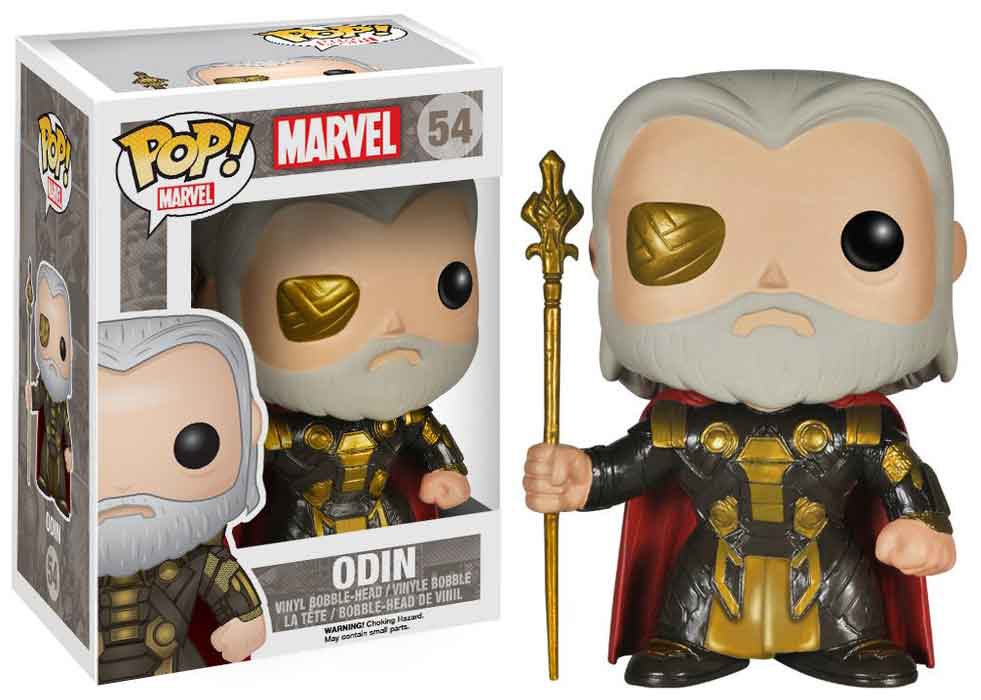 POP!
MARVEL
POP!
MARVEL
MARVEL
54
ODIN
54
ODIN
VINYL BOBBLE-HEAD / VINYLE BOBBLE
LA TÊTE / BOBBLE-HEAD DE VINIL
WARNING! Choking Hazard.
May contain small parts.